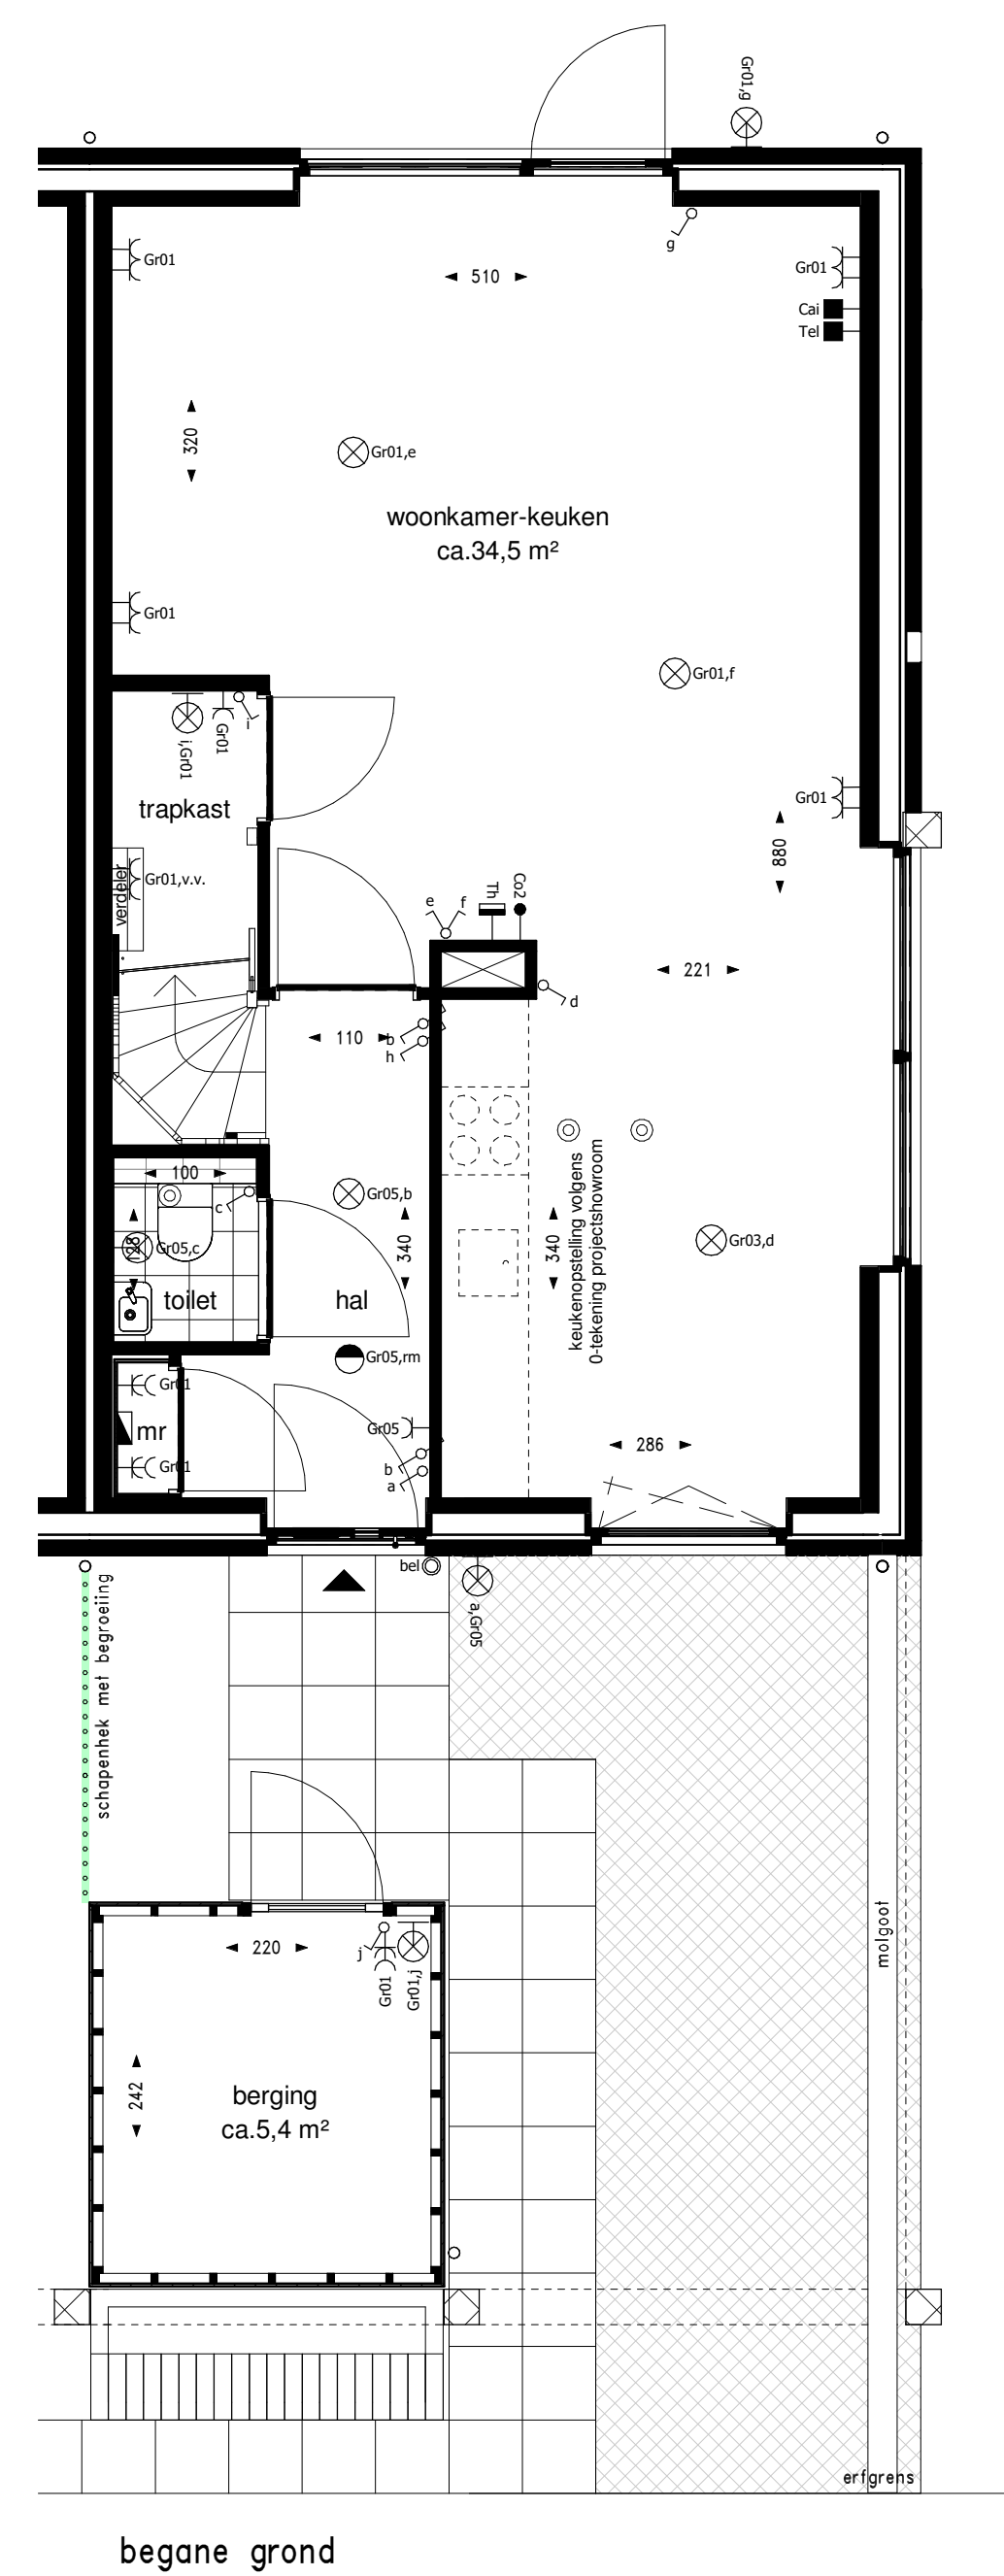 Gr01,g
g
Gr01
510
Gr01
Cai
Tel
320
Gr01,e
woonkamer-keuken
ca.34,5 m²
Gr01
Gr01,f
i,Gr01
Gr01
i
trapkast
Gr01
880
verdeler
Gr01,v.v.
e
f
Th
Co2
221
d
110
b
h
100
c
Gr05,b
128
Gr05,c
340
340
keukenopstelling volgens
0-tekening projectshowroom
Gr03,d
toilet
hal
Gr05,rm
Gr01
mr
Gr05
Gr01
b
a
286
bel
a,Gr05
schapenhek met begroeiing
molgoot
220
j
Gr01
Gr01,j
242
berging
ca.5,4 m²
erfgrens
begane grond